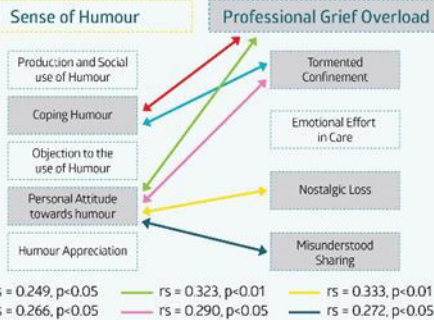 Sense of Humour
Professional Grief Overload
Production and Social
use of Humour
Coping Humour
Objection to the
use of Humour
Personal Attitude
towards humour
Humour Appreciation
Tormented
Confinement
Emotional Effort
in Care
Nostalgic Loss
Misunderstood
Sharing
s = 0.249, p<0.05 rs = 0.323, p<0.01 rs = 0.333, p<0.01
s = 0.266, p<0.05 rs = 0.290, p<0.05 rs = 0.272, p<0.05